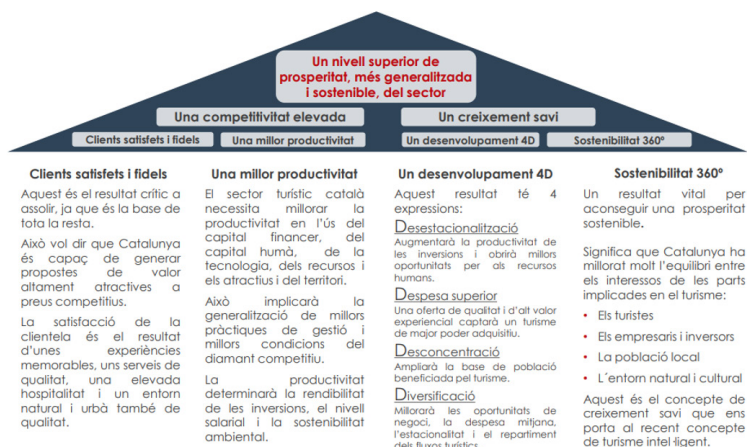 Un nivell superior de
prosperitat, més generalitzada
i sostenible, del sector
Una competitivitat elevada
Un creixement savi
Clients satisfets i fidels
Una millor productivitat
Un desenvolupament 4D
Sostenibilitat 360º
Clients satisfets i fidels
Aquest és el resultat crític a
assolir, ja que és la base de
tota la resta.
Això vol dir que Catalunya
és capaç de generar
propostes de valor
altament atractives a
preus competitius.
La satisfacció de la
clientela és el resultat
d'unes experiències
memorables, uns serveis de
qualitat, una elevada
hospitalitat i un entorn
natural i urbà també de
qualitat.
Una millor productivitat
El sector turístic català
necessita millorar la
productivitat en l'ús del
capital financer, del
capital humà, de la
tecnologia, dels recursos i
els atractius i del territori.
Això implicarà la
generalització de millors
pràctiques de gestió i
millors condicions del
diamant competitiu.
La productivitat
determinarà la rendibilitat
de les inversions, el nivell
salarial i la sostenibilitat
ambiental.
Un desenvolupament 4D
Aquest resultat té 4
expressions:
Desestacionalització
Augmentarà la productivitat de
les inversions i obrirà millors
oportunitats per als recursos
humans.
Despesa superior
Una oferta de qualitat i d'alt valor
experiencial captarà un turisme
de major poder adquisitiu.
Desconcentració
Ampliarà la base de població
beneficiada pel turisme.
Diversificació
Millorarà les oportunitats de
negoci, la despesa mitjana,
l'estacionalitat i el repartiment
dels fluxos turístics.
Sostenibilitat 360º
Un resultat vital per
aconseguir una prosperitat
sostenible.
Significa que Catalunya ha
millorat molt l'equilibri entre
els interessos de les parts
implicades en el turisme:
• Els turistes
• Els empresaris i inversors
• La població local
• L´entorn natural i cultural
Aquest és el concepte de
creixement savi que ens
porta al recent concepte
de turisme intel·ligent.